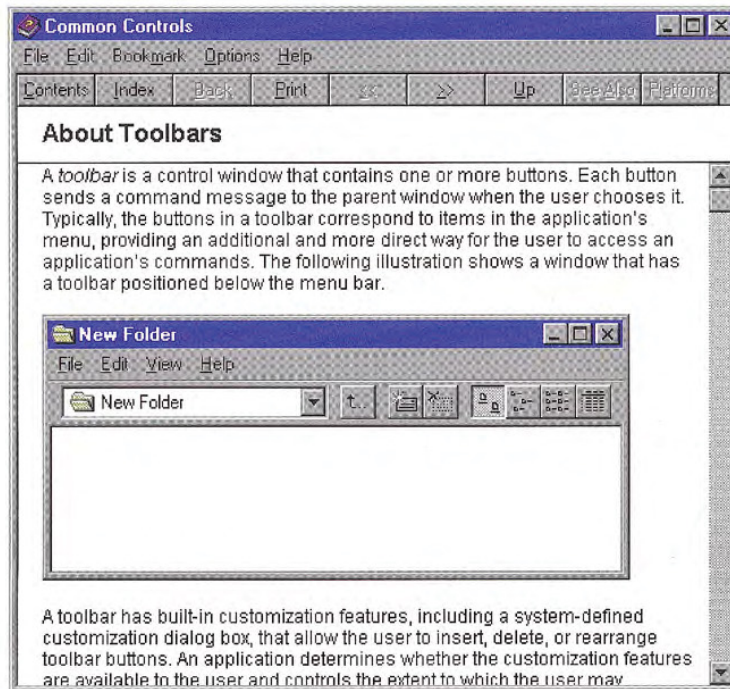 Common Controls
File Edit Bookmark Options Help
Contents Index Back Print << >> Up See Also Platforms
About Toolbars
A toolbar is a control window that contains one or more buttons. Each button
sends a command message to the parent window when the user chooses it.
Typically, the buttons in a toolbar correspond to items in the application's
menu, providing an additional and more direct way for the user to access an
application's commands. The following illustration shows a window that has
a toolbar positioned below the menu bar.
New Folder
File Edit View Help
New Folder
A toolbar has built-in customization features, including a system-defined
customization dialog box, that allow the user to insert, delete, or rearrange
toolbar buttons. An application determines whether the customization features
are available to the user and controls the extent to which the user may